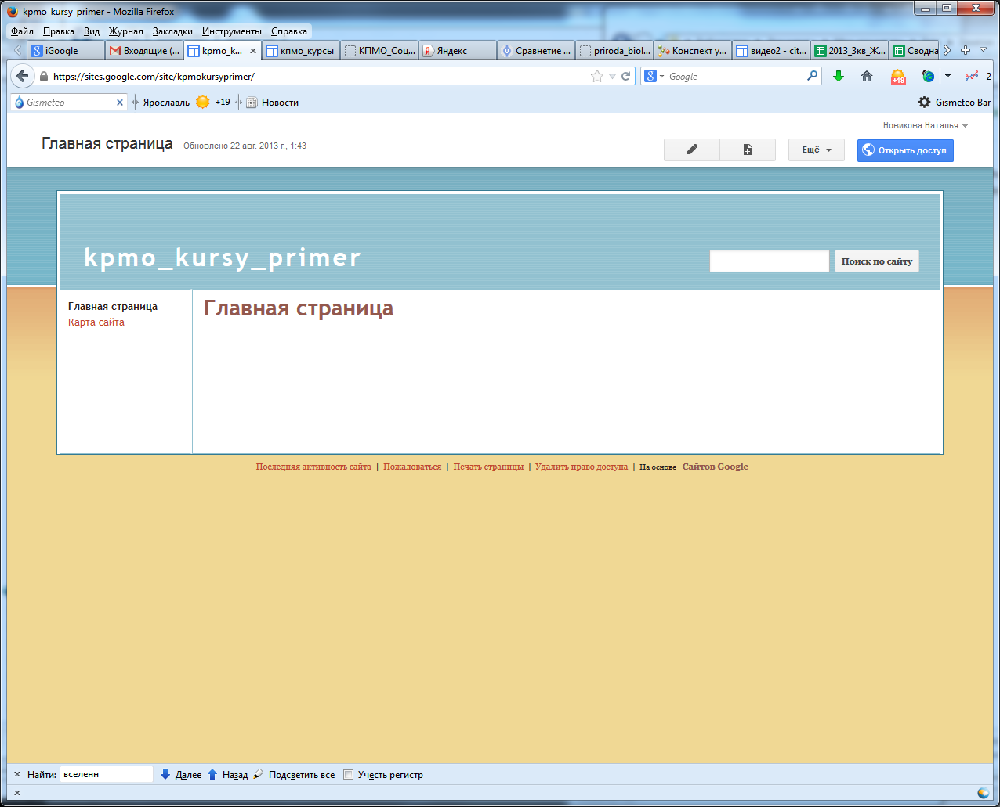 kpmo_kursy_primer - Mozilla Firefox
Файл Правка Вид Журнал Закладки Инструменты Справка
iGoogle Входящие (... kpmo_k... кпмо_курсы КПМО_Соц... Яндекс Сравнетие ... priroda_biol... Конспект у... видео2 - cit... 2013_3кв_Ж... Сводна
https://sites.google.com/site/kpmokursyprimer/ Google +19 2
Gismeteo Ярославль +19 Новости Gismeteo Bar
Новикова Наталья
Главная страница Обновлено 22 авг. 2013 г., 1:43 Ещё Открыть доступ
kpmo_kursy_primer Поиск по сайту
Главная страница
Карта сайта
Главная страница
Последняя активность сайта | Пожаловаться | Печать страницы | Удалить право доступа | На основе Сайтов Google
Найти: вселенн Далее Назад Подсветить все Учесть регистр